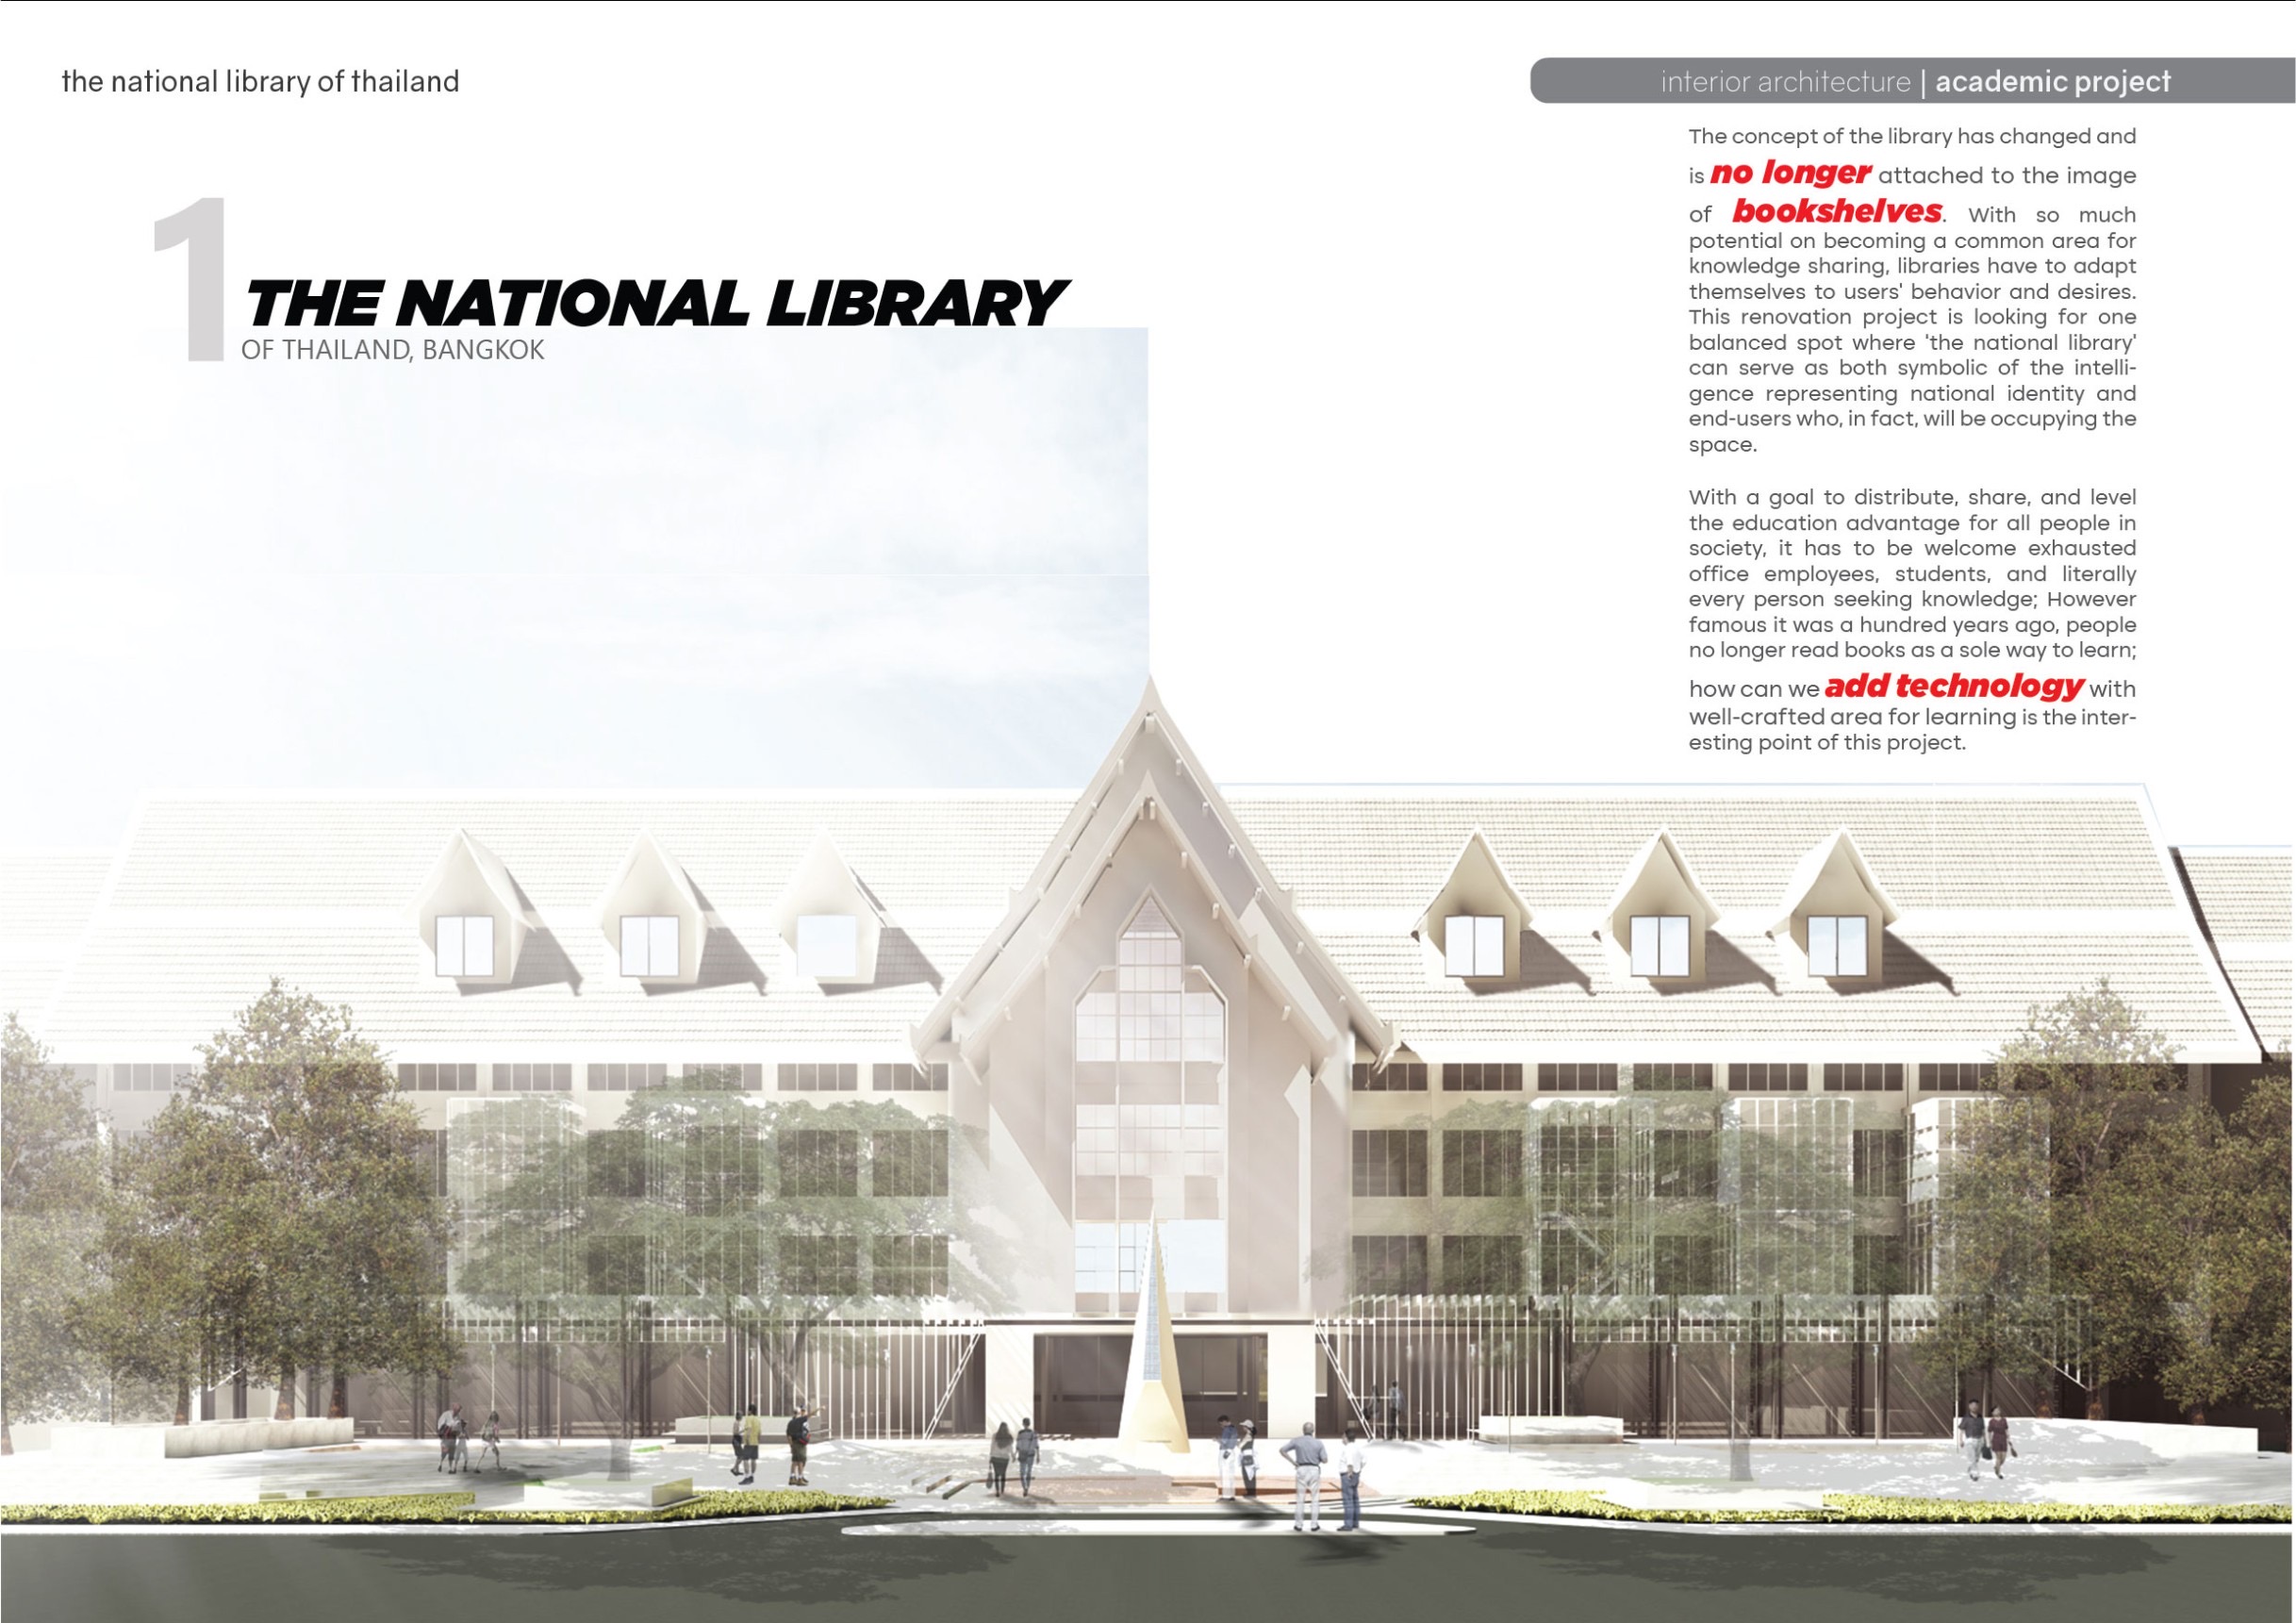 the national library of thailand
interior architecture | academic project
1
THE NATIONAL LIBRARY
OF THAILAND, BANGKOK
The concept of the library has changed and
is no longer attached to the image
of bookshelves. With so much
potential on becoming a common area for
knowledge sharing, libraries have to adapt
themselves to users' behavior and desires.
This renovation project is looking for one
balanced spot where 'the national library'
can serve as both symbolic of the intelli-
gence representing national identity and
end-users who, in fact, will be occupying the
space.
With a goal to distribute, share, and level
the education advantage for all people in
society, it has to be welcome exhausted
office employees, students, and literally
every person seeking knowledge; However
famous it was a hundred years ago, people
no longer read books as a sole way to learn;
how can we add technology with
well-crafted area for learning is the inter-
esting point of this project.